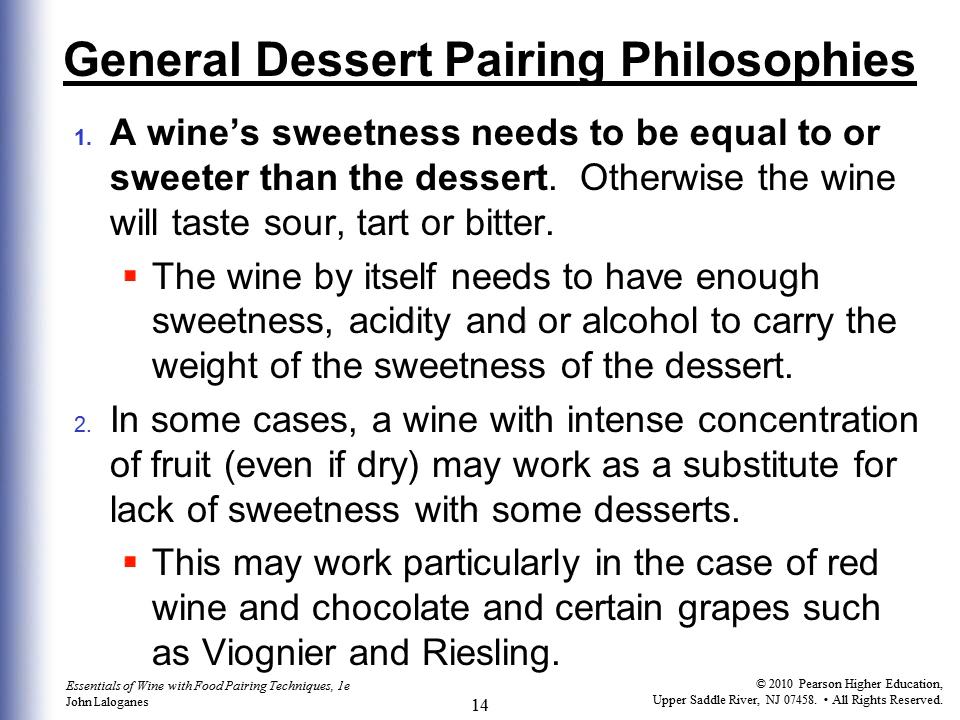 General Dessert Pairing Philosophies
1. A wine’s sweetness needs to be equal to or
sweeter than the dessert. Otherwise the wine
will taste sour, tart or bitter.
▪ The wine by itself needs to have enough
sweetness, acidity and or alcohol to carry the
weight of the sweetness of the dessert.
2. In some cases, a wine with intense concentration
of fruit (even if dry) may work as a substitute for
lack of sweetness with some desserts.
▪ This may work particularly in the case of red
wine and chocolate and certain grapes such
as Viognier and Riesling.
Essentials of Wine with Food Pairing Techniques, 1e
John Laloganes
14
© 2010 Pearson Higher Education,
Upper Saddle River, NJ 07458. • All Rights Reserved.